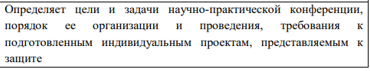 Определяет цели и задачи научно-практической конференции,
порядок ее организации и проведения, требования к
подготовленным индивидуальным проектам, представляемым к
защите